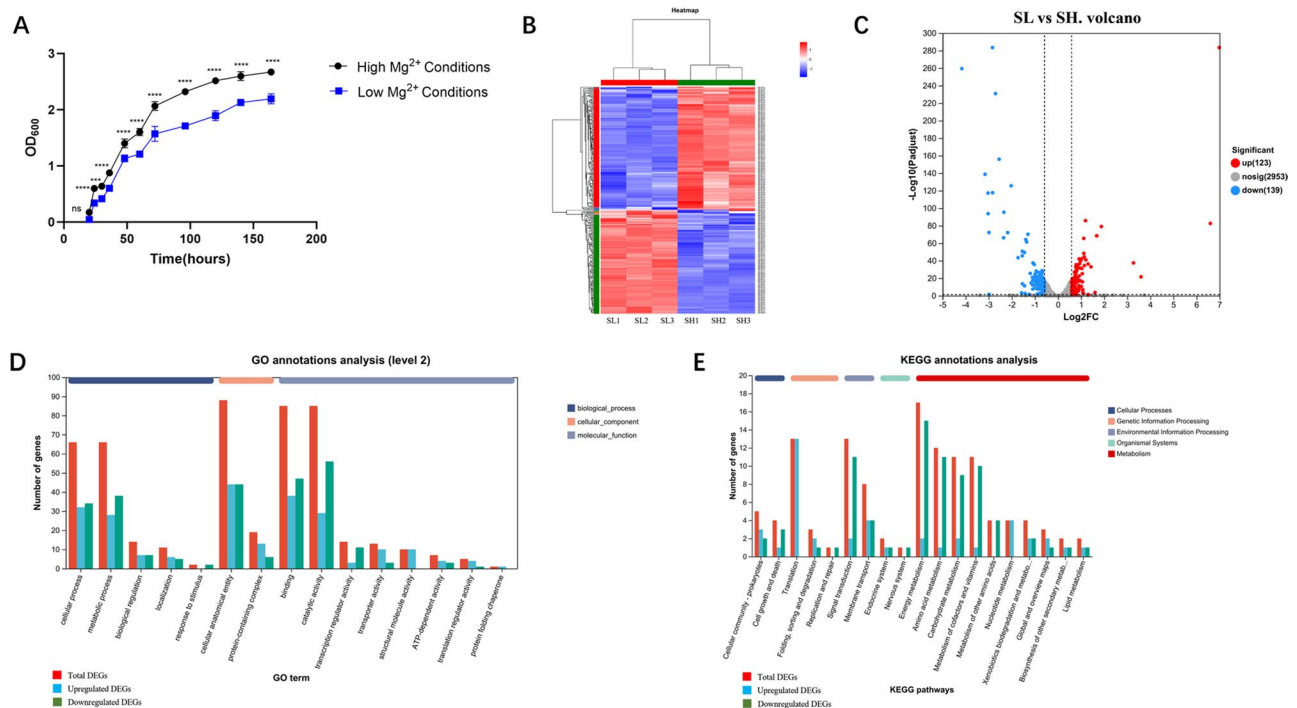 A
3
2
1
0
OD600
0
50
100
150
200
Time(hours)
ns
****
***
****
****
****
****
****
****
****
****
High Mg2+ Conditions
Low Mg2+ Conditions
B
Heatmap
SL1
SL2
SL3
SH1
SH2
SH3
C
SL vs SH. volcano
300
280
260
240
220
200
180
160
140
120
100
80
60
40
20
0
-Log10(Padjust)
-5
-4
-3
-2
-1
0
1
2
3
4
5
6
7
Log2FC
Significant
up(123)
nosig(2953)
down(139)
D
GO annotations analysis (level 2)
100
90
80
70
60
50
40
30
20
10
0
Number of genes
cellular process
metabolic process
biological regulation
localization
response to stimulus
cellular anatomical entity
protein-containing complex
binding
catalytic activity
transcription regulator activity
transporter activity
structural molecule activity
ATP-dependent activity
translation regulator activity
protein folding chaperone
GO term
biological_process
cellular_component
molecular_function
Total DEGs
Upregulated DEGs
Downregulated DEGs
E
KEGG annotations analysis
20
18
16
14
12
10
8
6
4
2
0
Number of genes
Cellular community - prokaryotes
Cell growth and death
Translation
Folding, sorting and degradation
Replication and repair
Signal transduction
Membrane transport
Endocrine system
Nervous system
Energy metabolism
Amino acid metabolism
Carbohydrate metabolism
Metabolism of cofactors and vitamins
Metabolism of other amino acids
Nucleotide metabolism
Xenobiotics biodegradation and metabo...
Global and overview maps
Biosynthesis of other secondary metab...
Lipid metabolism
KEGG pathways
Cellular Processes
Genetic Information Processing
Environmental Information Processing
Organismal Systems
Metabolism
Total DEGs
Upregulated DEGs
Downregulated DEGs